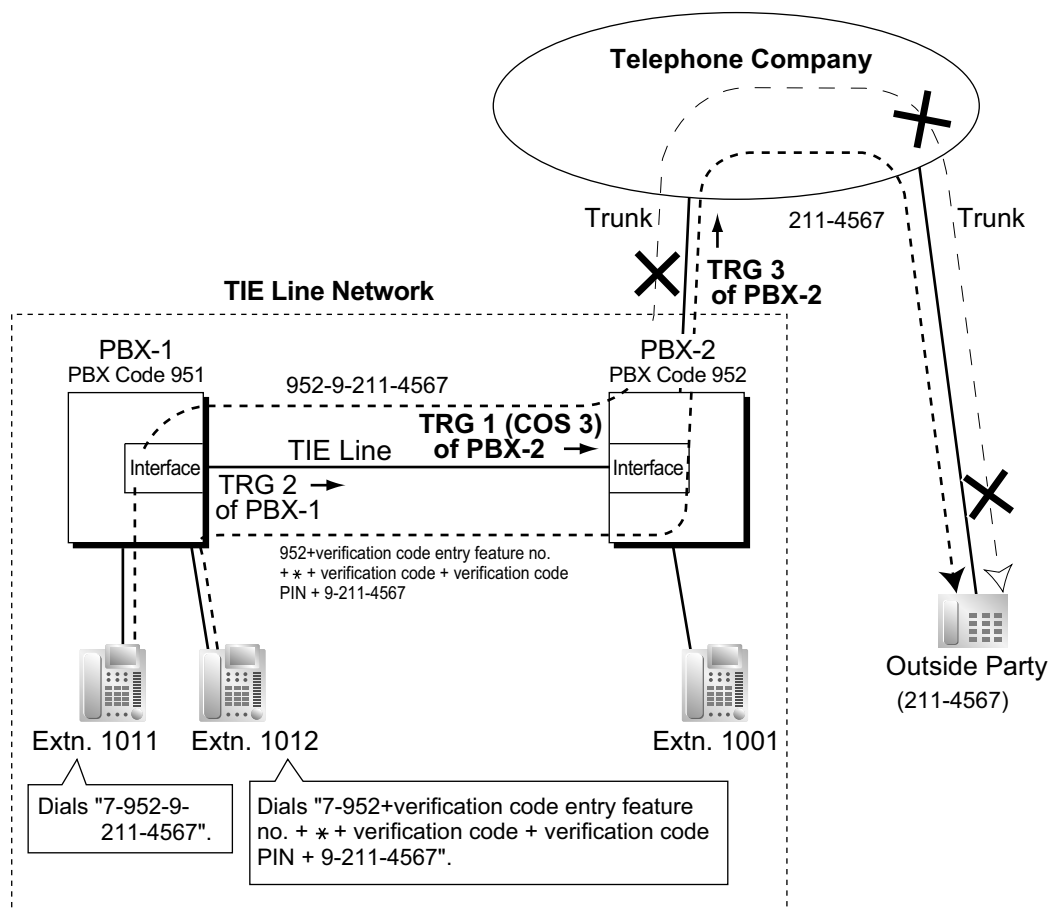 Telephone Company
Trunk
211-4567
Trunk
TRG 3
of PBX-2
TIE Line Network
PBX-1
PBX Code 951
PBX-2
PBX Code 952
952-9-211-4567
TRG 1 (COS 3)
of PBX-2
Interface
TIE Line
Interface
TRG 2
of PBX-1
952+verification code entry feature no.
+ * + verification code + verification code
PIN + 9-211-4567
Outside Party
(211-4567)
Extn. 1011
Extn. 1012
Extn. 1001
Dials "7-952-9-
211-4567".
Dials "7-952+verification code entry feature
no. + * + verification code + verification code
PIN + 9-211-4567".